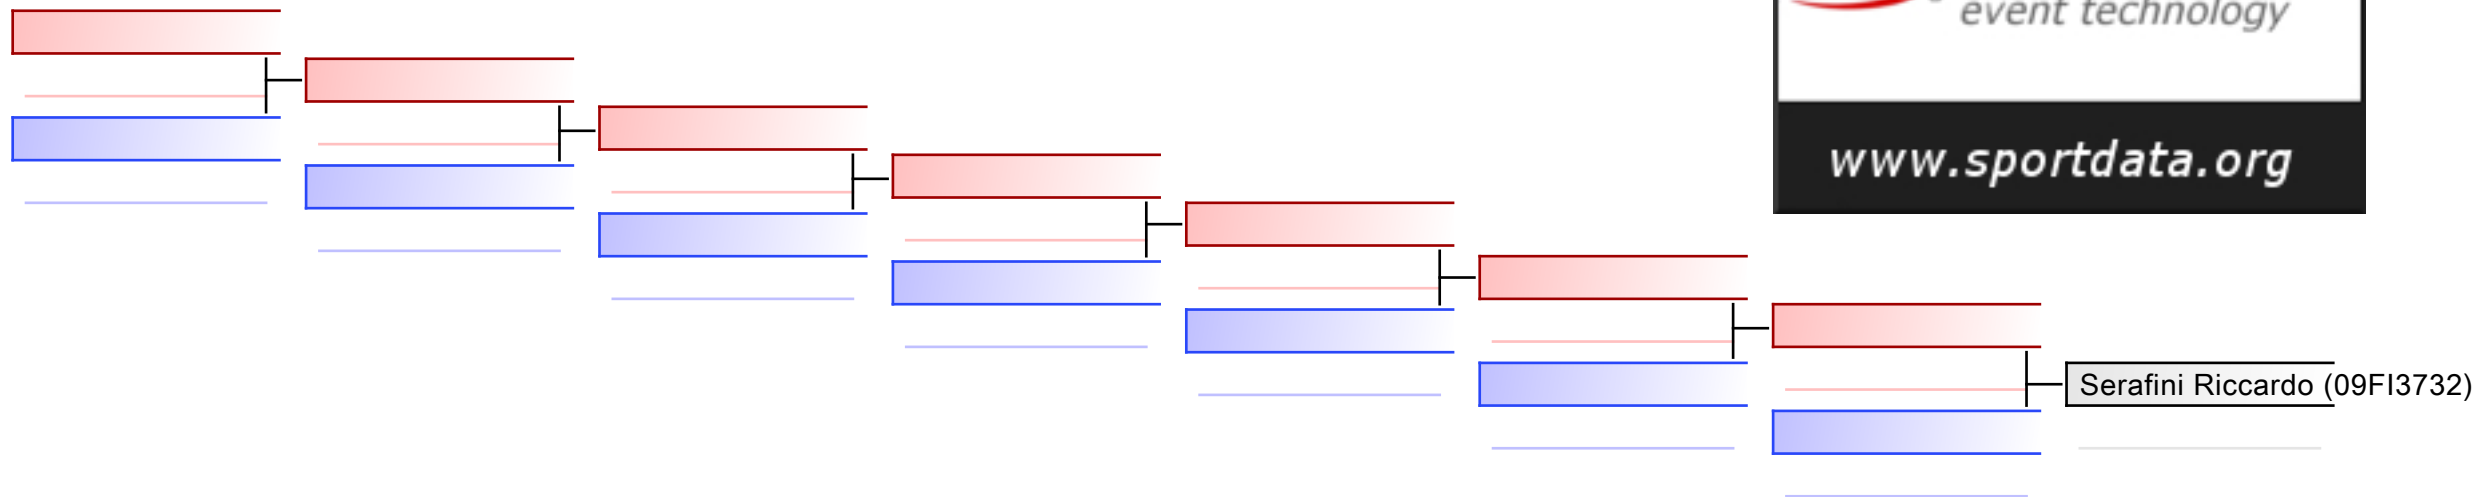 event technology
www.sportdata.org
Serafini Riccardo (09FI3732)